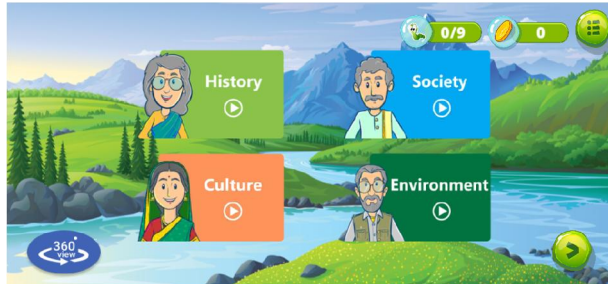 0/9
0
History
Society
Culture
Environment
360°
view